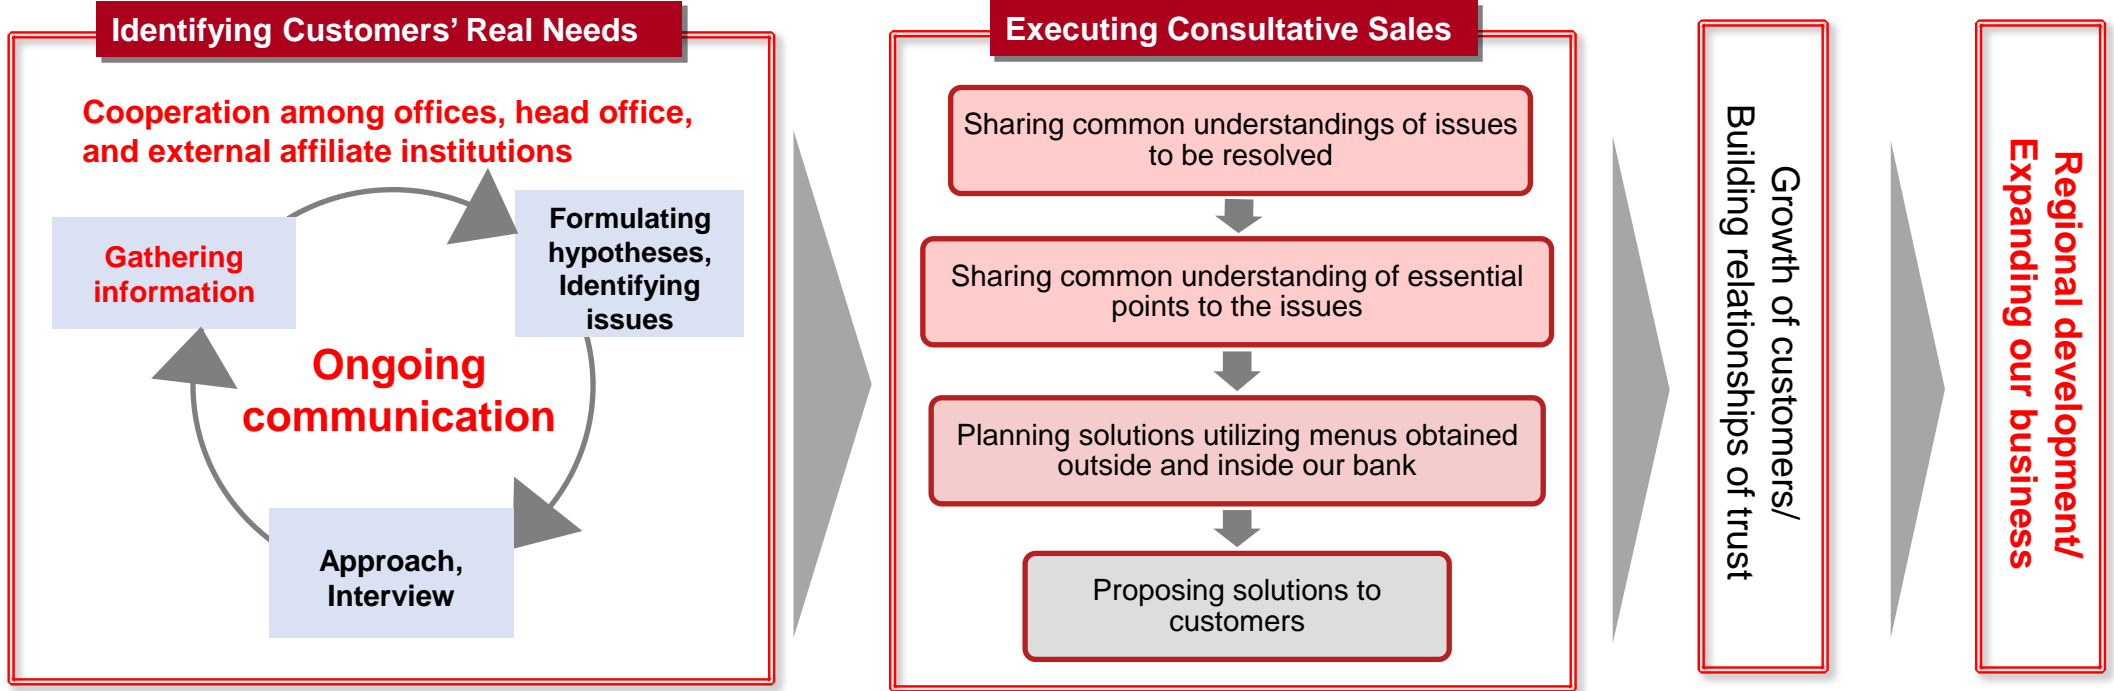 Identifying Customers’ Real Needs
Cooperation among offices, head office,
and external affiliate institutions
Gathering
information
Formulating
hypotheses,
Identifying
issues
Ongoing
communication
Approach,
Interview
Executing Consultative Sales
Sharing common understandings of issues
to be resolved
Sharing common understanding of essential
points to the issues
Planning solutions utilizing menus obtained
outside and inside our bank
Proposing solutions to
customers
Growth of customers/
Building relationships of trust
Regional development/
Expanding our business